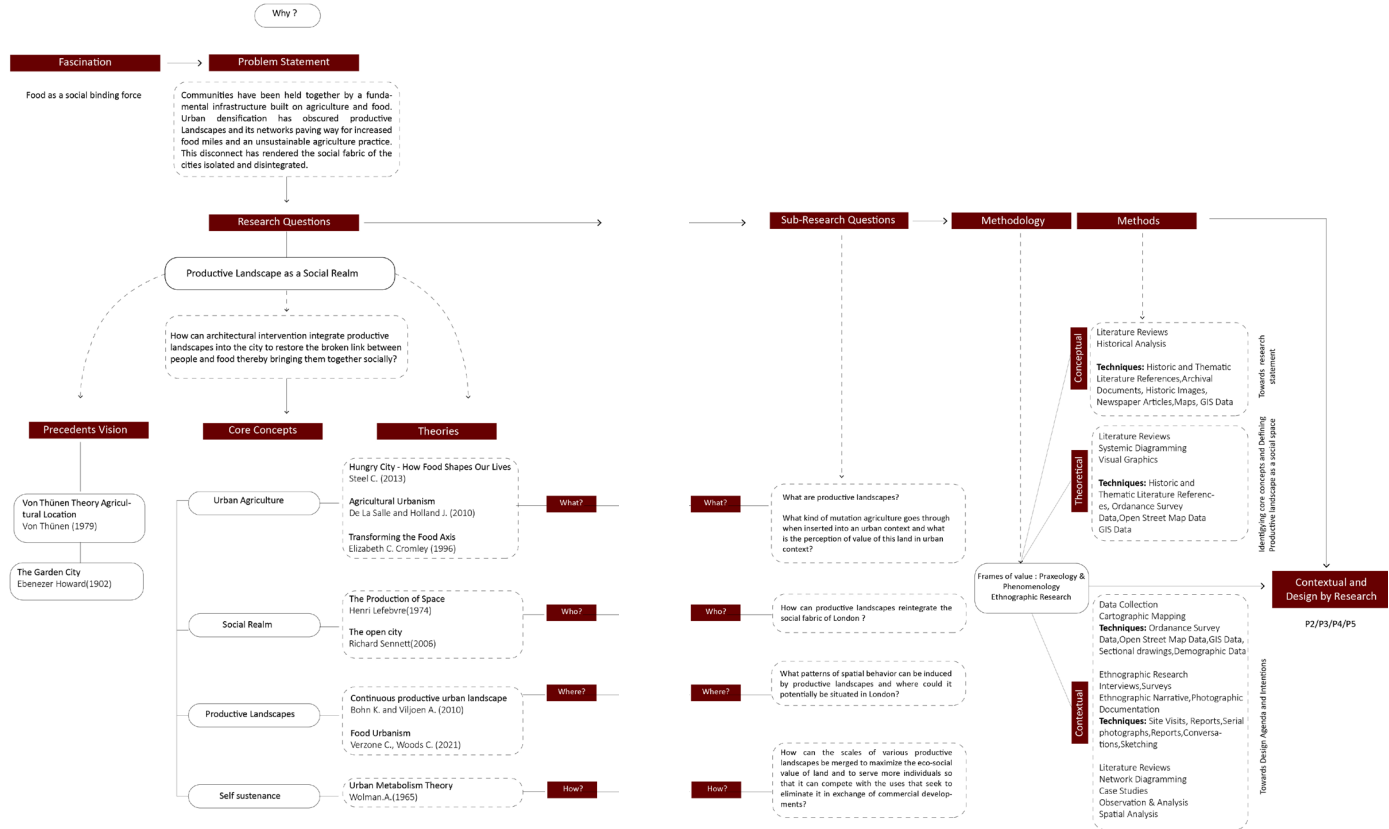 Why ?
Fascination
Problem Statement
Food as a social binding force
Communities have been held together by a funda-
mental infrastructure built on agriculture and food.
Urban densification has obscured productive
Landscapes and its networks paving way for increased
food miles and an unsustainable agriculture practice.
This disconnect has rendered the social fabric of the
cities isolated and disintegrated.
Research Questions
Sub-Research Questions
Methodology
Methods
Productive Landscape as a Social Realm
How can architectural intervention integrate productive
landscapes into the city to restore the broken link between
people and food thereby bringing them together socially?
Precedents Vision
Core Concepts
Theories
Von Thünen Theory Agricul-
tural Location
Von Thünen (1979)
The Garden City
Ebenezer Howard(1902)
Urban Agriculture
Hungry City - How Food Shapes Our Lives
Steel C. (2013)
Agricultural Urbanism
De La Salle and Holland J. (2010)
Transforming the Food Axis
Elizabeth C. Cromley (1996)
What?
What?
What are productive landscapes?
What kind of mutation agriculture goes through
when inserted into an urban context and what
is the perception of value of this land in urban
context?
Social Realm
The Production of Space
Henri Lefebvre(1974)
The open city
Richard Sennett(2006)
Who?
Who?
How can productive landscapes reintegrate the
social fabric of London ?
Productive Landscapes
Continuous productive urban landscape
Bohn K. and Viljoen A. (2010)
Food Urbanism
Verzone C., Woods C. (2021)
Where?
Where?
What patterns of spatial behavior can be induced
by productive landscapes and where could it
potentially be situated in London?
Self sustenance
Urban Metabolism Theory
Wolman.A.(1965)
How?
How?
How can the scales of various productive
landscapes be merged to maximize the eco-social
value of land and to serve more individuals so
that it can compete with the uses that seek to
eliminate it in exchange of commercial develop-
ments?
Frames of value : Praxeology &
Phenomenology
Ethnographic Research
Conceptual
Literature Reviews
Historical Analysis
Techniques: Historic and Thematic
Literature References,Archival
Documents, Historic Images,
Newspaper Articles,Maps, GIS Data
Towards research
statement
Theoretical
Literature Reviews
Systemic Diagramming
Visual Graphics
Techniques: Historic and
Thematic Literature Referenc-
es, Ordanance Survey
Data,Open Street Map Data
GIS Data
Identigying core concepts and Defining
Productive landscape as a social space
Contextual
Data Collection
Cartographic Mapping
Techniques: Ordanance Survey
Data,Open Street Map Data,GIS Data,
Sectional drawings,Demographic Data
Ethnographic Research
Interviews,Surveys
Ethnographic Narrative,Photographic
Documentation
Techniques: Site Visits, Reports,Serial
photographs,Reports,Conversa-
tions,Sketching
Literature Reviews
Network Diagramming
Case Studies
Observation & Analysis
Spatial Analysis
Towards Design Agenda and Intentions
Contextual and
Design by Research
P2/P3/P4/P5